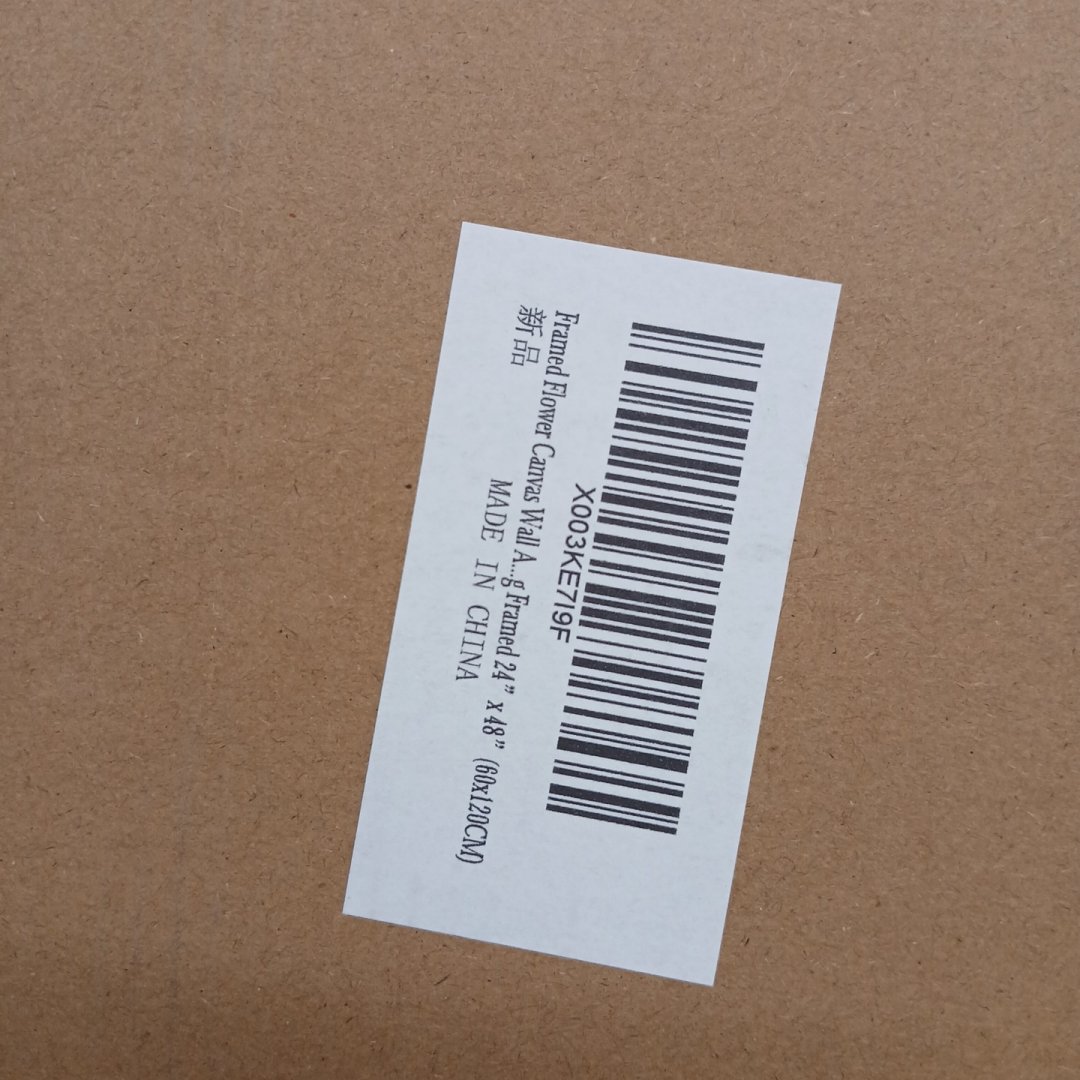 X003KE7I9F
Framed Flower Canvas Wall A...g Framed 24” x 48” (60x120CM)
新品
MADE IN CHINA